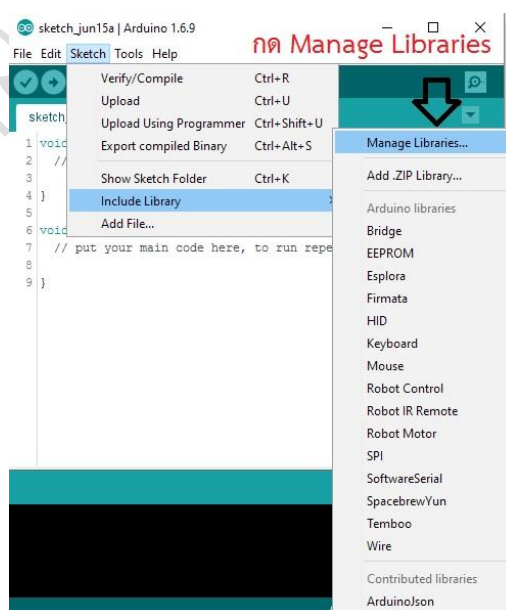 sketch_jun15a | Arduino 1.6.9
กด Manage Libraries
File Edit Sketch Tools Help
Verify/Compile Ctrl+R
Upload Ctrl+U
Upload Using Programmer Ctrl+Shift+U
Export compiled Binary Ctrl+Alt+S
Show Sketch Folder Ctrl+K
Include Library
Add File...
sketch_
1 void
2 //
3
4 }
5
6 void
7 // put your main code here, to run repe
8
9 }
Manage Libraries...
Add .ZIP Library...
Arduino libraries
Bridge
EEPROM
Esplora
Firmata
HID
Keyboard
Mouse
Robot Control
Robot IR Remote
Robot Motor
SPI
SoftwareSerial
SpacebrewYun
Temboo
Wire
Contributed libraries
ArduinoJson